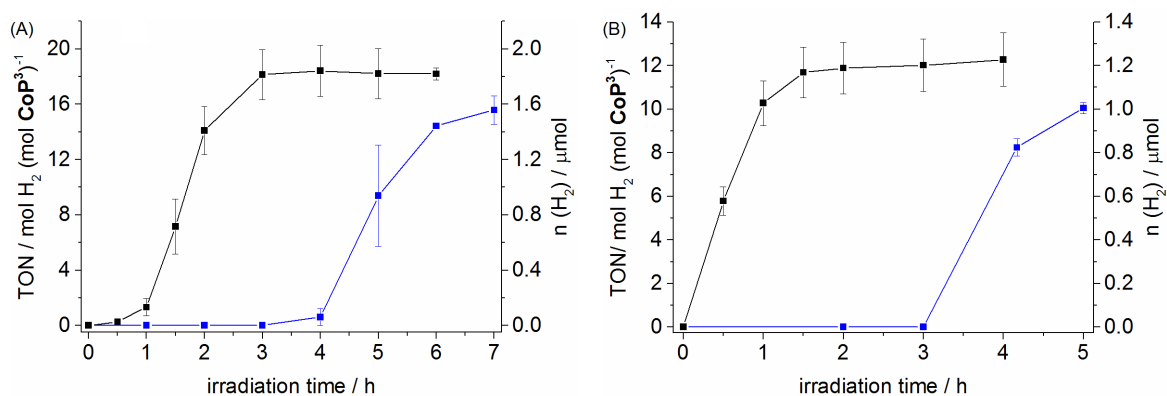 (A)
TON / mol H₂ (mol CoP³)⁻¹
20
16
12
8
4
0
2.0
1.6
1.2
0.8
0.4
0.0
n (H₂) / μmol
0 1 2 3 4 5 6 7
irradiation time / h
(B)
TON/ mol H₂ (mol CoP³)⁻¹
14
12
10
8
6
4
2
0
1.4
1.2
1.0
0.8
0.6
0.4
0.2
0.0
n (H₂) / μmol
0 1 2 3 4 5
irradiation time / h